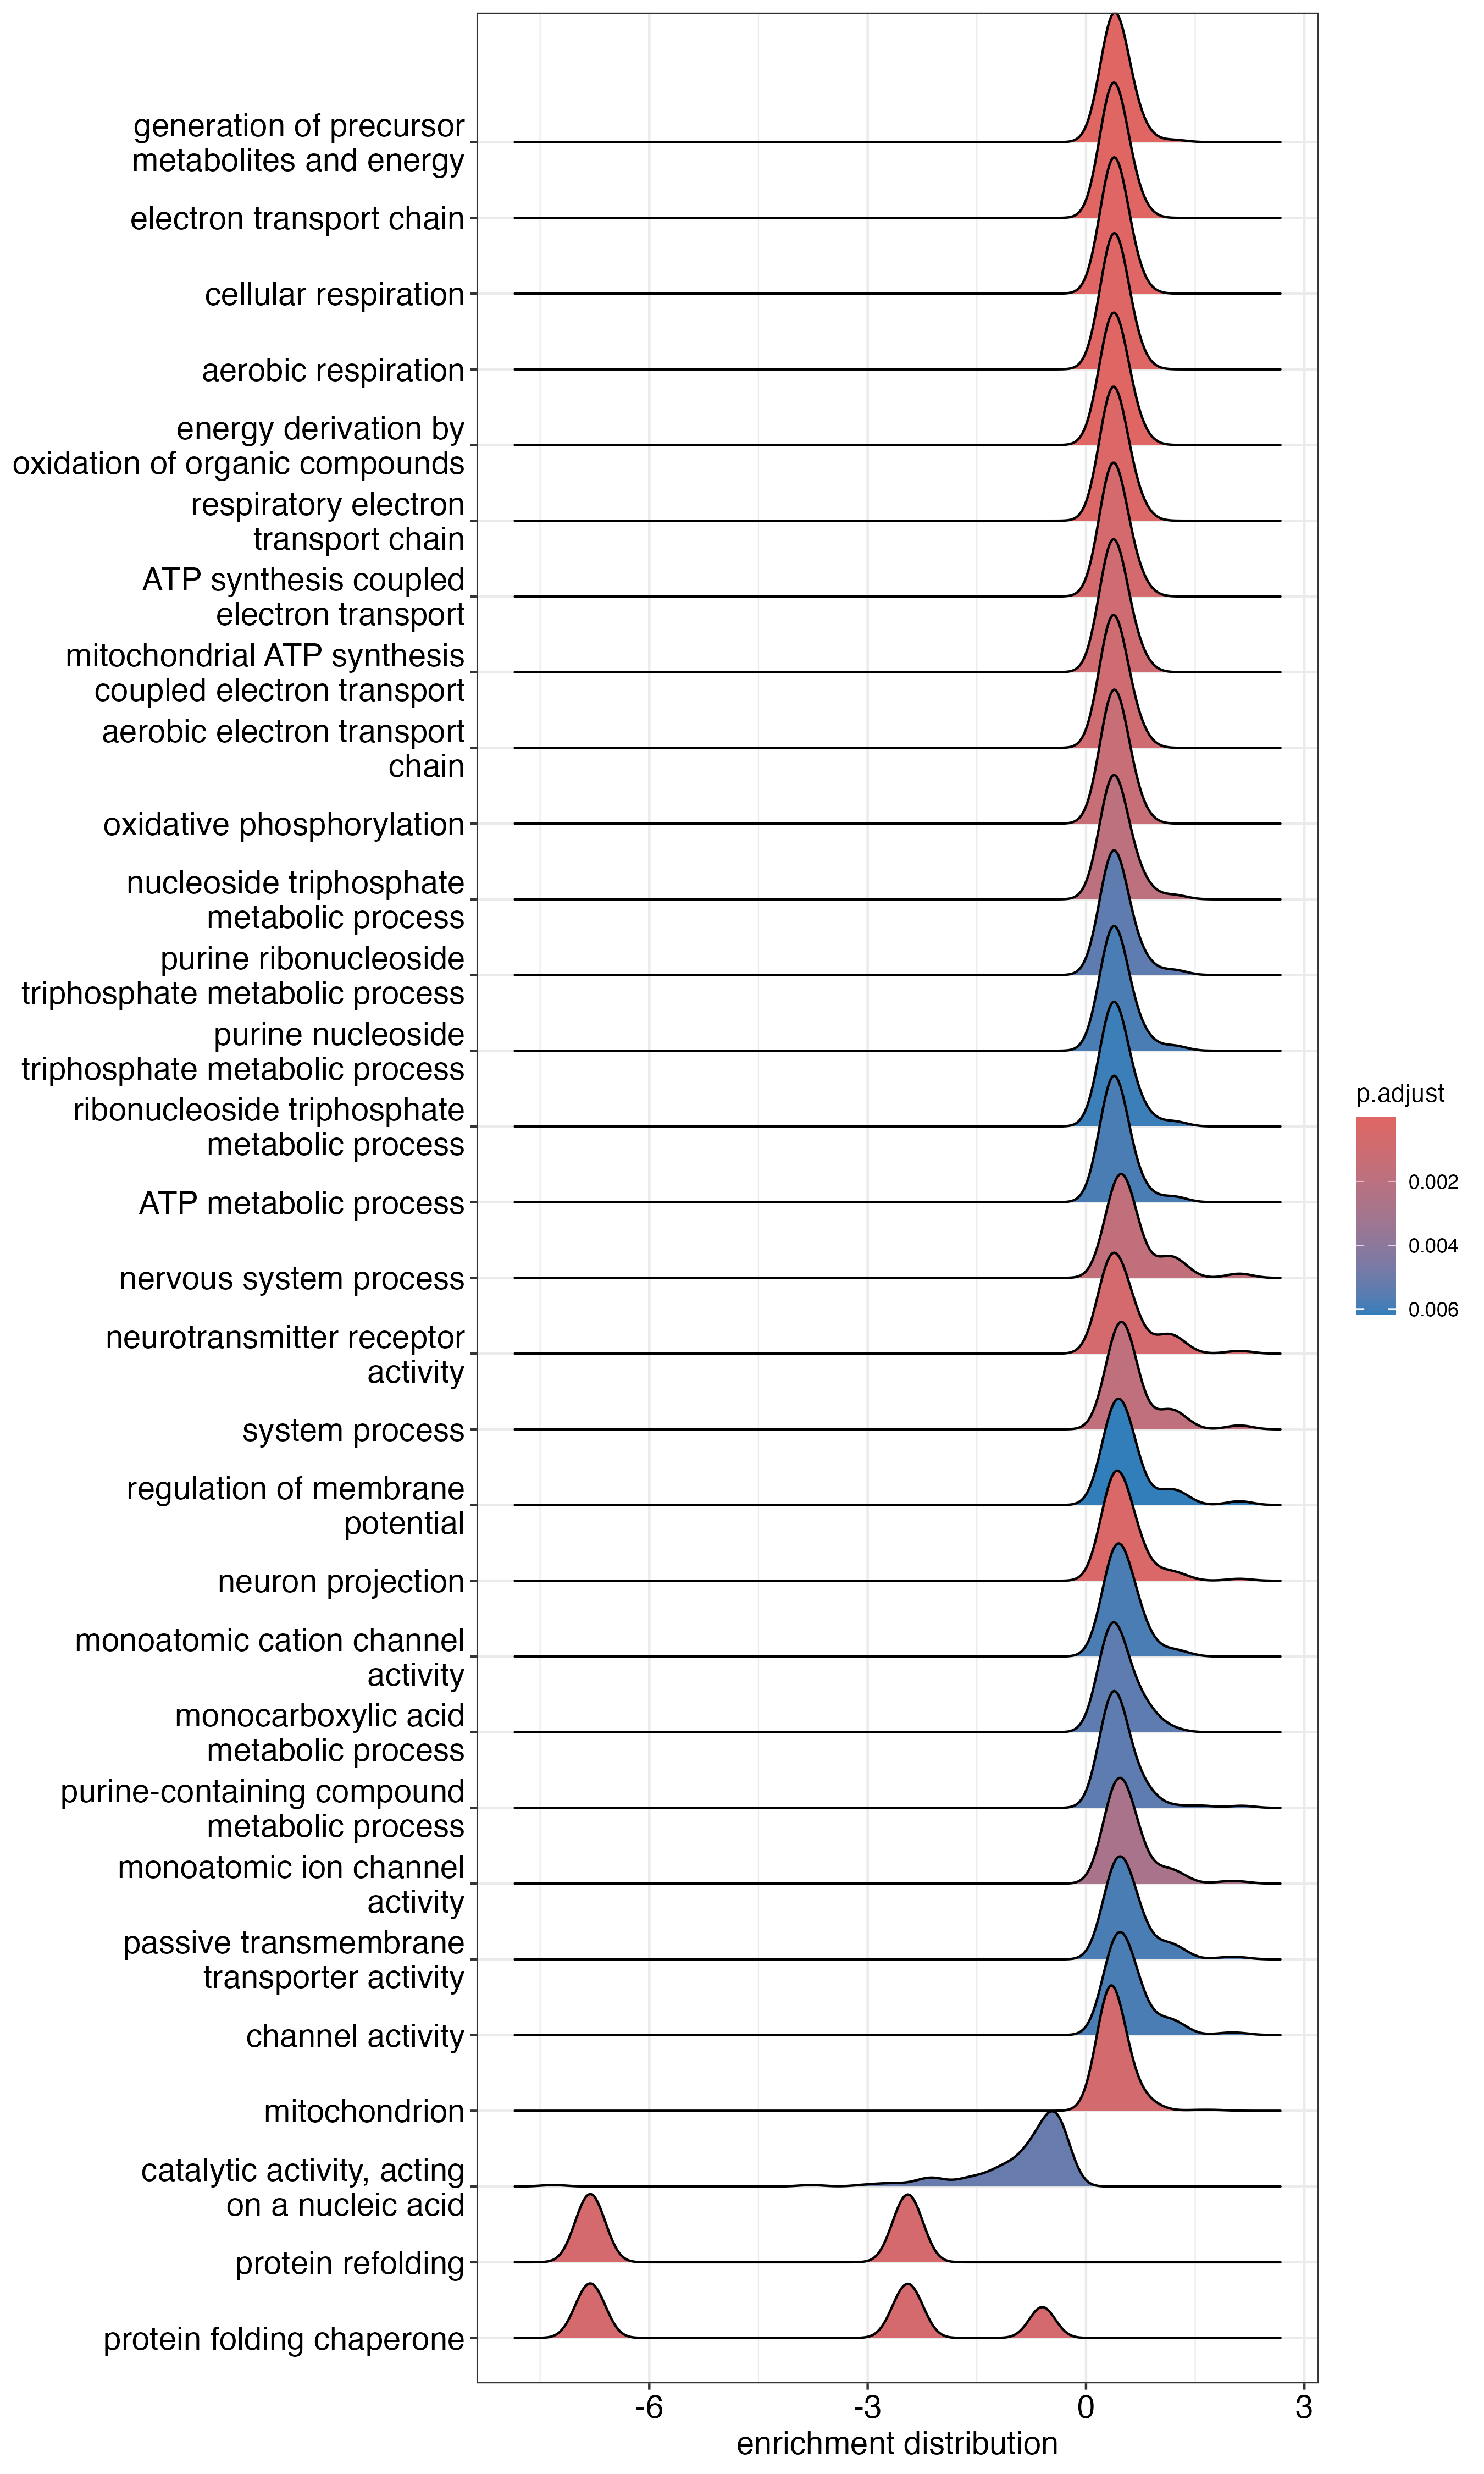 generation of precursor
metabolites and energy
electron transport chain
cellular respiration
aerobic respiration
energy derivation by
oxidation of organic compounds
respiratory electron
transport chain
ATP synthesis coupled
electron transport
mitochondrial ATP synthesis
coupled electron transport
aerobic electron transport
chain
oxidative phosphorylation
nucleoside triphosphate
metabolic process
purine ribonucleoside
triphosphate metabolic process
purine nucleoside
triphosphate metabolic process
ribonucleoside triphosphate
metabolic process
ATP metabolic process
nervous system process
neurotransmitter receptor
activity
system process
regulation of membrane
potential
neuron projection
monoatomic cation channel
activity
monocarboxylic acid
metabolic process
purine-containing compound
metabolic process
monoatomic ion channel
activity
passive transmembrane
transporter activity
channel activity
mitochondrion
catalytic activity, acting
on a nucleic acid
protein refolding
protein folding chaperone
-6 -3 0 3
enrichment distribution
p.adjust
0.002
0.004
0.006